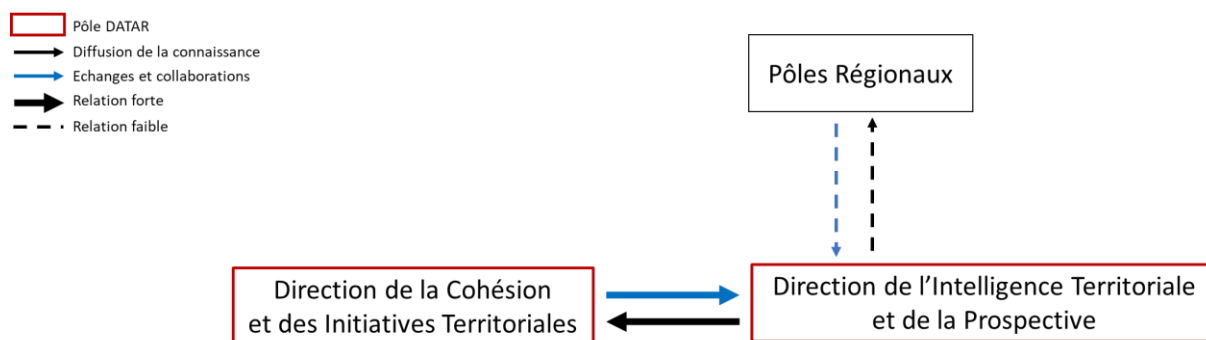 Pôle DATAR
Diffusion de la connaissance
Echanges et collaborations
Relation forte
Relation faible
Pôles Régionaux
Direction de la Cohésion
et des Initiatives Territoriales
Direction de l’Intelligence Territoriale
et de la Prospective